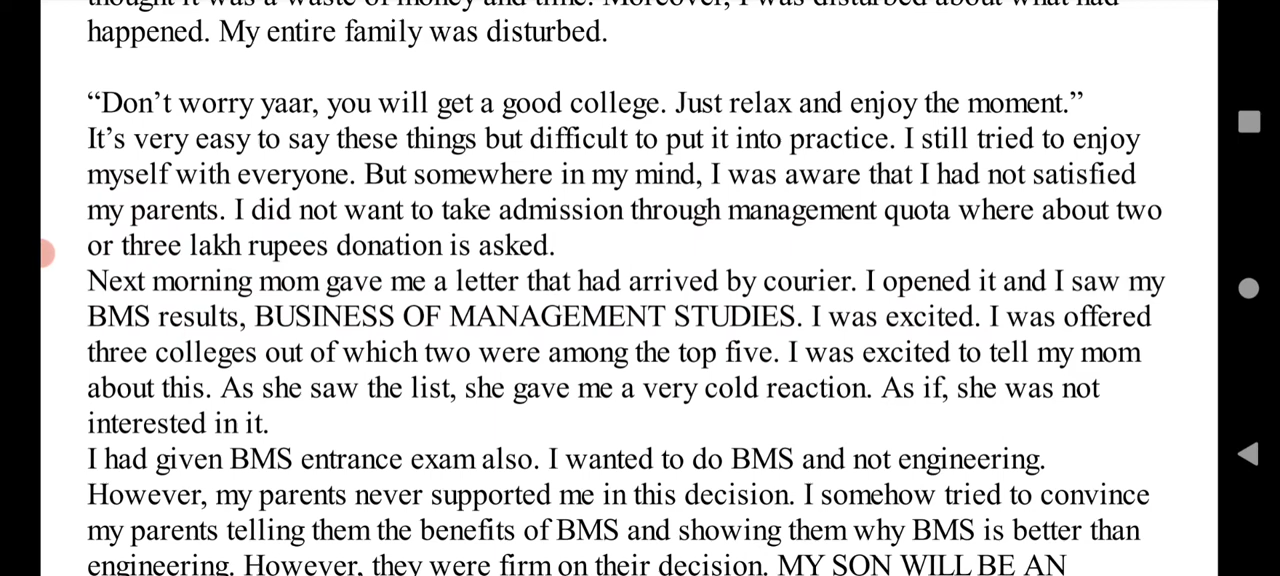 happened. My entire family was disturbed.
“Don’t worry yaar, you will get a good college. Just relax and enjoy the moment.”
It’s very easy to say these things but difficult to put it into practice. I still tried to enjoy
myself with everyone. But somewhere in my mind, I was aware that I had not satisfied
my parents. I did not want to take admission through management quota where about two
or three lakh rupees donation is asked.
Next morning mom gave me a letter that had arrived by courier. I opened it and I saw my
BMS results, BUSINESS OF MANAGEMENT STUDIES. I was excited. I was offered
three colleges out of which two were among the top five. I was excited to tell my mom
about this. As she saw the list, she gave me a very cold reaction. As if, she was not
interested in it.
I had given BMS entrance exam also. I wanted to do BMS and not engineering.
However, my parents never supported me in this decision. I somehow tried to convince
my parents telling them the benefits of BMS and showing them why BMS is better than
engineering. However, they were firm on their decision. MY SON WILL BE AN